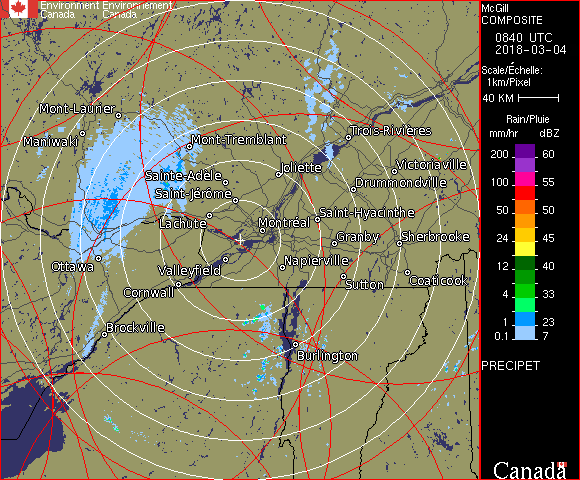 Environment Environnement
Canada Canada
McGill
COMPOSITE
0840 UTC
2018-03-04
Scale/Échelle:
1km/Pixel
40 KM
Rain/Pluie
mm/hr dBZ
200 60
150 57
100 55
50 50
24 45
12 40
4 33
1 23
0.1 7
PRECIPET
Mont-Laurier
Maniwaki
Mont-Tremblant
Trois-Rivières
Sainte-Adèle
Joliette
Victoriaville
Saint-Jérôme
Drummondville
Lachute
Montréal
Saint-Hyacinthe
Granby
Sherbrooke
Ottawa
Valleyfield
Napierville
Cornwall
Sutton
Coaticook
Brockville
Burlington
Canada